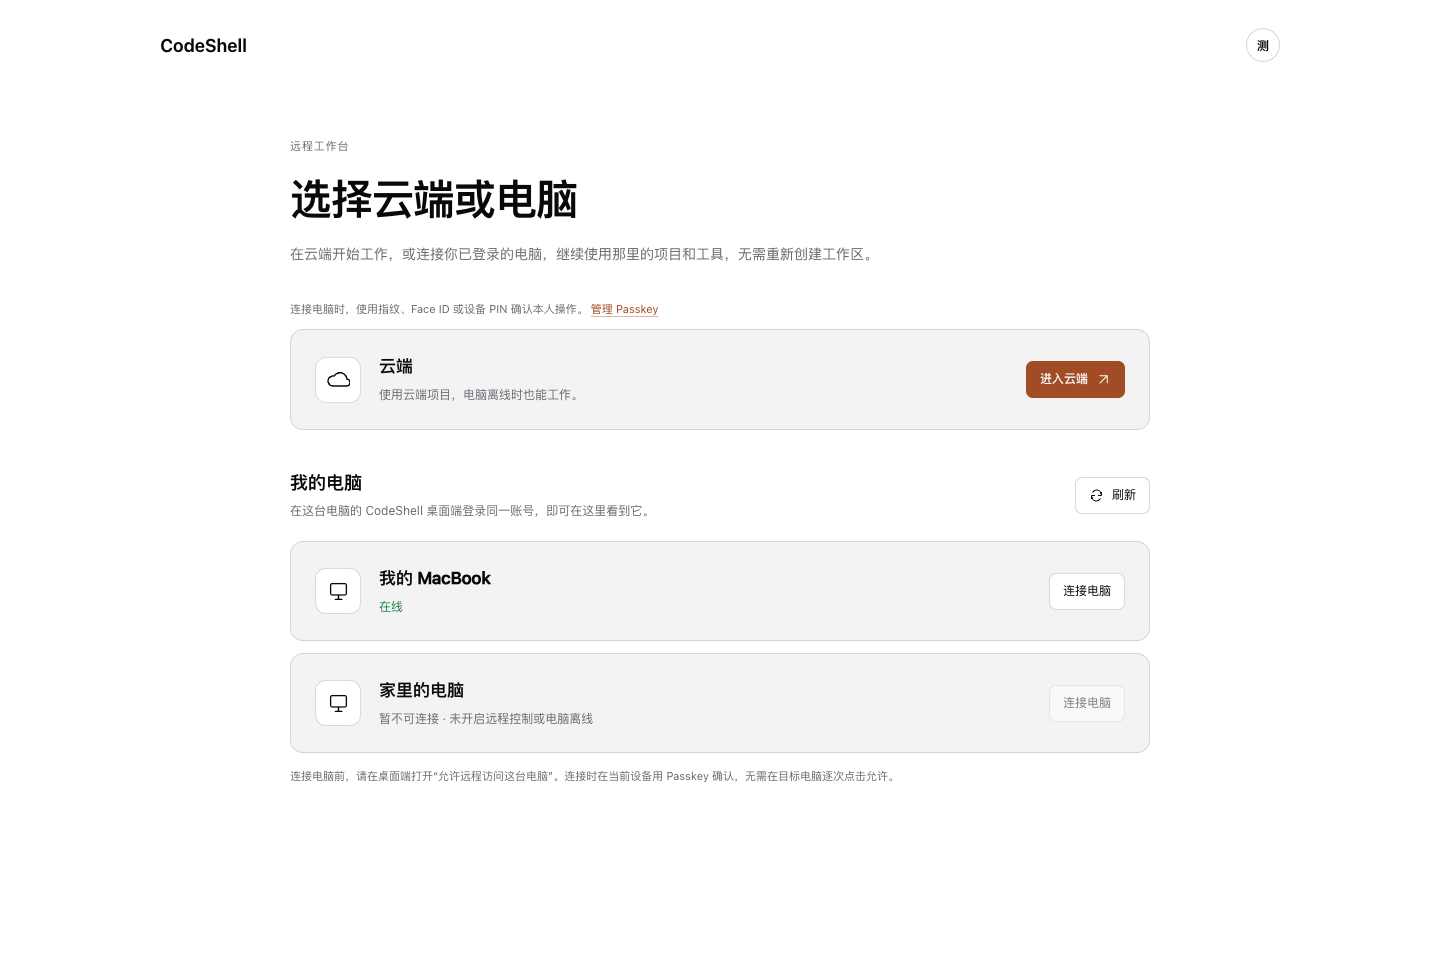 CodeShell
测
远程工作台
选择云端或电脑
在云端开始工作，或连接你已登录的电脑，继续使用那里的项目和工具，无需重新创建工作区。
连接电脑时，使用指纹、Face ID 或设备 PIN 确认本人操作。 管理 Passkey
云端
使用云端项目，电脑离线时也能工作。
进入云端
我的电脑
在这台电脑的 CodeShell 桌面端登录同一账号，即可在这里看到它。
刷新
我的 MacBook
在线
连接电脑
家里的电脑
暂不可连接 · 未开启远程控制或电脑离线
连接电脑
连接电脑前，请在桌面端打开“允许远程访问这台电脑”。连接时在当前设备用 Passkey 确认，无需在目标电脑逐次点击允许。